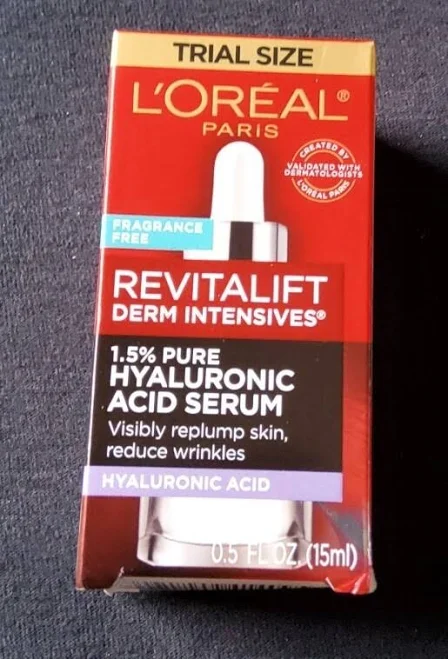 TRIAL SIZE
L'ORÉAL®
PARIS
CREATED BY
VALIDATED WITH
DERMATOLOGISTS
L'ORÉAL PARIS
FRAGRANCE
FREE
REVITALIFT
DERM INTENSIVES®
1.5% PURE
HYALURONIC
ACID SERUM
Visibly replump skin,
reduce wrinkles
HYALURONIC ACID
0.5 FL OZ. (15ml)